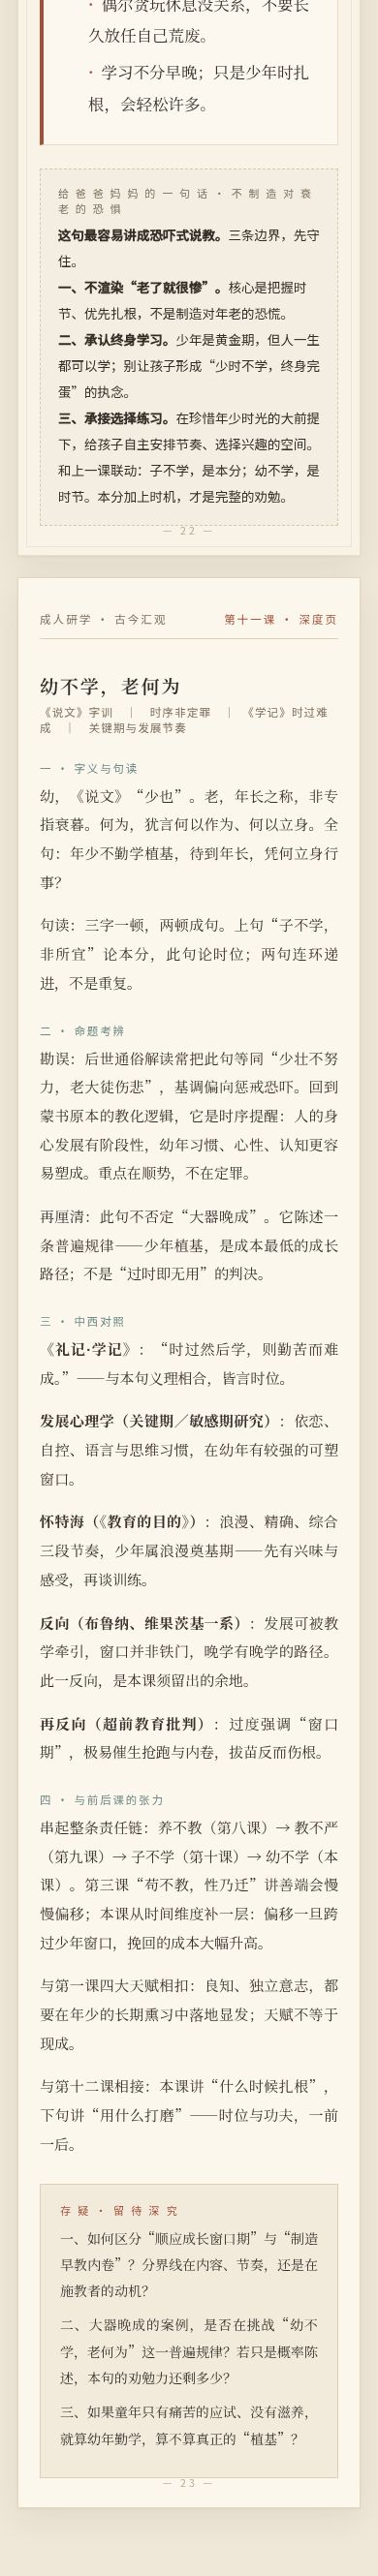 · 偶尔贪玩休息没关系，不要长
久放任自己荒废。
· 学习不分早晚；只是少年时扎
根，会轻松许多。
给爸爸妈妈的一句话·不制造对衰
老的恐惧
这句最容易讲成恐吓式说教。三条边界，先守
住。
一、不渲染“老了就很惨”。核心是把握时
节、优先扎根，不是制造对年老的恐慌。
二、承认终身学习。少年是黄金期，但人一生
都可以学；别让孩子形成“少时不学，终身完
蛋”的执念。
三、承接选择练习。在珍惜年少时光的大前提
下，给孩子自主安排节奏、选择兴趣的空间。
和上一课联动：子不学，是本分；幼不学，是
时节。本分加上时机，才是完整的劝勉。
— 22 —
成人研学 · 古今汇观
第十一课 · 深度页
幼不学，老何为
《说文》字训 ｜ 时序非定罪 ｜ 《学记》时过难
成 ｜ 关键期与发展节奏
一 · 字义与句读
幼，《说文》“少也”。老，年长之称，非专
指衰暮。何为，犹言何以作为、何以立身。全
句：年少不勤学植基，待到年长，凭何立身行
事？
句读：三字一顿，两顿成句。上句“子不学，
非所宜”论本分，此句论时位；两句连环递
进，不是重复。
二 · 命题考辨
勘误：后世通俗解读常把此句等同“少壮不努
力，老大徒伤悲”，基调偏向惩戒恐吓。回到
蒙书原本的教化逻辑，它是时序提醒：人的身
心发展有阶段性，幼年习惯、心性、认知更容
易塑成。重点在顺势，不在定罪。
再厘清：此句不否定“大器晚成”。它陈述一
条普遍规律——少年植基，是成本最低的成长
路径；不是“过时即无用”的判决。
三 · 中西对照
《礼记·学记》：“时过然后学，则勤苦而难
成。”——与本句义理相合，皆言时位。
发展心理学（关键期／敏感期研究）：依恋、
自控、语言与思维习惯，在幼年有较强的可塑
窗口。
怀特海（《教育的目的》）：浪漫、精确、综合
三段节奏，少年属浪漫奠基期——先有兴味与
感受，再谈训练。
反向（布鲁纳、维果茨基一系）：发展可被教
学牵引，窗口并非铁门，晚学有晚学的路径。
此一反向，是本课须留出的余地。
再反向（超前教育批判）：过度强调“窗口
期”，极易催生抢跑与内卷，拔苗反而伤根。
四 · 与前后课的张力
串起整条责任链：养不教（第八课）→ 教不严
（第九课）→ 子不学（第十课）→ 幼不学（本
课）。第三课“苟不教，性乃迁”讲善端会慢
慢偏移；本课从时间维度补一层：偏移一旦跨
过少年窗口，挽回的成本大幅升高。
与第一课四大天赋相扣：良知、独立意志，都
要在年少的长期熏习中落地显发；天赋不等于
现成。
与第十二课相接：本课讲“什么时候扎根”，
下句讲“用什么打磨”——时位与功夫，一前
一后。
存疑 · 留待深究
一、如何区分“顺应成长窗口期”与“制造
早教内卷”？分界线在内容、节奏，还是在
施教者的动机？
二、大器晚成的案例，是否在挑战“幼不
学，老何为”这一普遍规律？若只是概率陈
述，本句的劝勉力还剩多少？
三、如果童年只有痛苦的应试、没有滋养，
就算幼年勤学，算不算真正的“植基”？
— 23 —